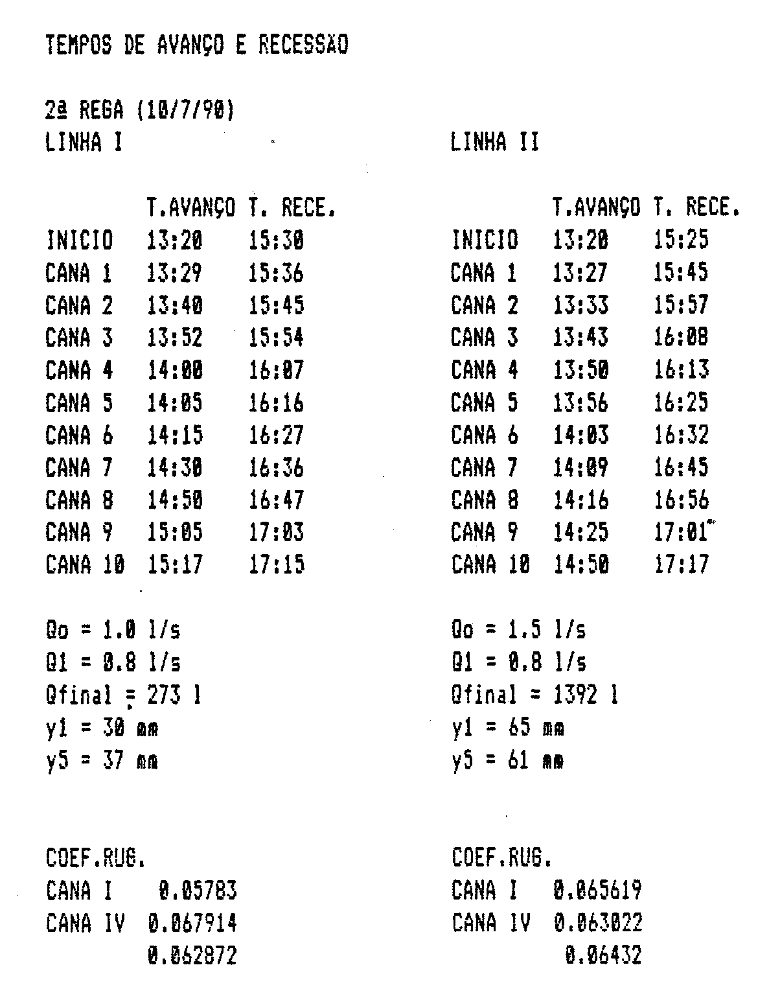 TEMPOS DE AVANÇO E RECESSÃO
2ª REGA (10/7/90)
LINHA I LINHA II
T.AVANÇO T. RECE. T.AVANÇO T. RECE.
INICIO 13:20 15:30 INICIO 13:20 15:25
CANA 1 13:29 15:36 CANA 1 13:27 15:45
CANA 2 13:40 15:45 CANA 2 13:33 15:57
CANA 3 13:52 15:54 CANA 3 13:43 16:08
CANA 4 14:00 16:07 CANA 4 13:50 16:13
CANA 5 14:05 16:16 CANA 5 13:56 16:25
CANA 6 14:15 16:27 CANA 6 14:03 16:32
CANA 7 14:30 16:36 CANA 7 14:09 16:45
CANA 8 14:50 16:47 CANA 8 14:16 16:56
CANA 9 15:05 17:03 CANA 9 14:25 17:01
CANA 10 15:17 17:15 CANA 10 14:50 17:17
Qo = 1.0 l/s Qo = 1.5 l/s
Q1 = 0.8 l/s Q1 = 0.8 l/s
Qfinal = 273 l Qfinal = 1392 l
y1 = 30 mm y1 = 65 mm
y5 = 37 mm y5 = 61 mm
COEF.RUG. COEF.RUG.
CANA I 0.05783 CANA I 0.065619
CANA IV 0.067914 CANA IV 0.063022
0.062872 0.06432